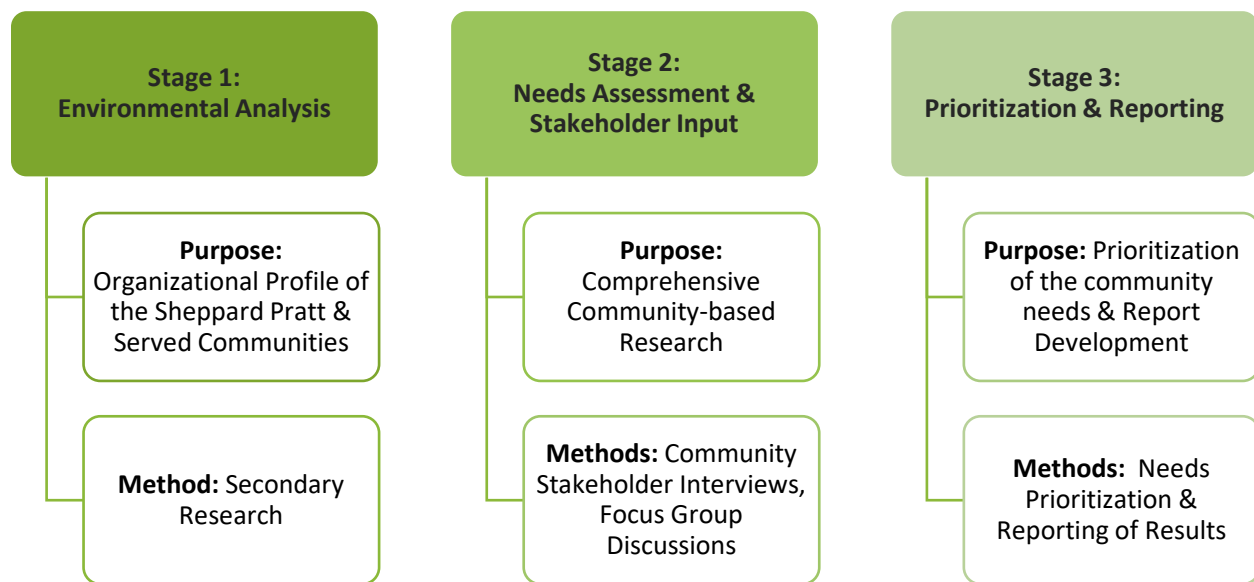 Stage 1:
Environmental Analysis
Purpose:
Organizational Profile of
the Sheppard Pratt &
Served Communities
Method: Secondary
Research
Stage 2:
Needs Assessment &
Stakeholder Input
Purpose:
Comprehensive
Community-based
Research
Methods: Community
Stakeholder Interviews,
Focus Group
Discussions
Stage 3:
Prioritization & Reporting
Purpose: Prioritization
of the community
needs & Report
Development
Methods:  Needs
Prioritization &
Reporting of Results